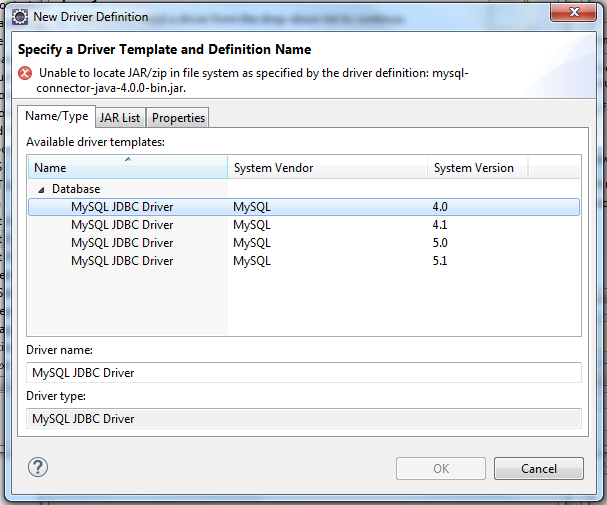 New Driver Definition
Specify a Driver Template and Definition Name
Unable to locate JAR/zip in file system as specified by the driver definition: mysql-
connector-java-4.0.0-bin.jar.
Name/Type JAR List Properties
Available driver templates:
Name System Vendor System Version
Database
MySQL JDBC Driver MySQL 4.0
MySQL JDBC Driver MySQL 4.1
MySQL JDBC Driver MySQL 5.0
MySQL JDBC Driver MySQL 5.1
Driver name:
MySQL JDBC Driver
Driver type:
MySQL JDBC Driver
? OK Cancel